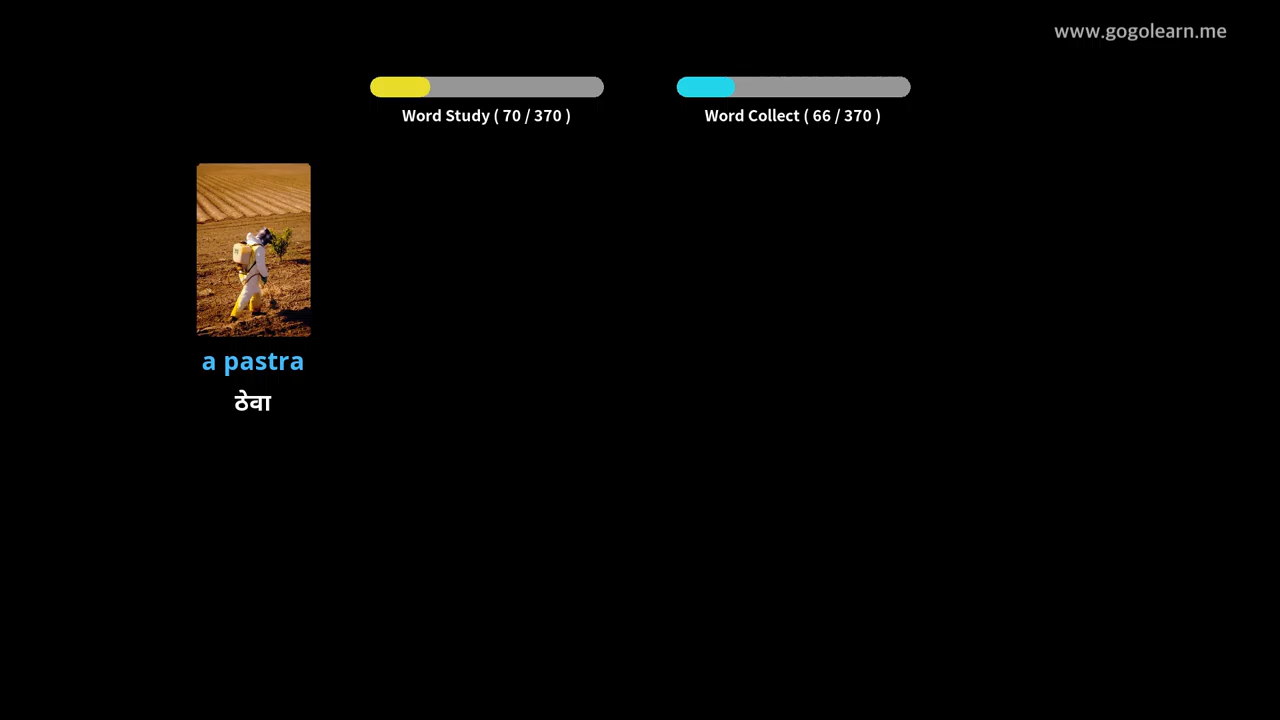 www.gogolearn.me
Word Study ( 70 / 370 )
Word Collect ( 66 / 370 )
a pastra
ठेवा